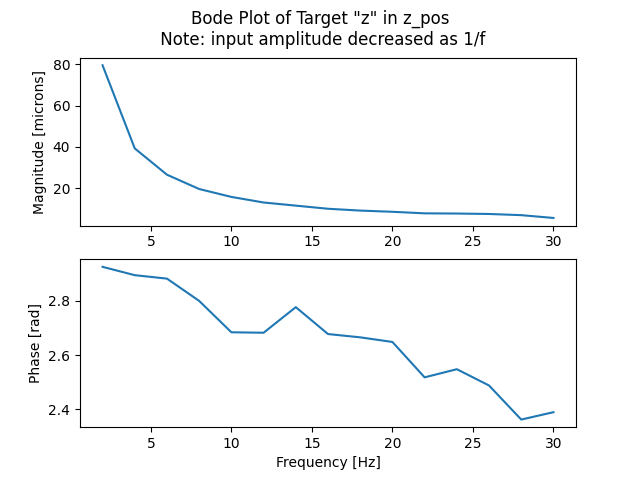 Bode Plot of Target "z" in z_pos
Note: input amplitude decreased as 1/f
Magnitude [microns]
80
60
40
20
5 10 15 20 25 30
Phase [rad]
2.8
2.6
2.4
5 10 15 20 25 30
Frequency [Hz]